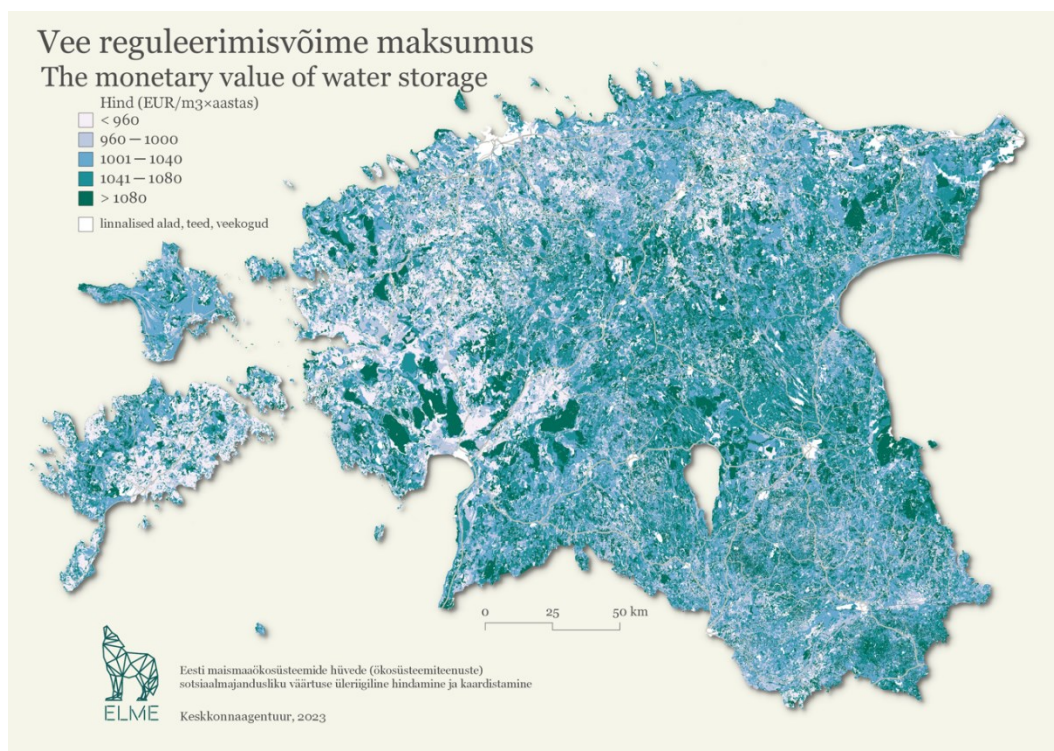 Vee reguleerimisvõime maksumus
The monetary value of water storage
Hind (EUR/m3×aastas)
< 960
960 — 1000
1001 — 1040
1041 — 1080
> 1080
linnalised alad, teed, veekogud
0 25 50 km
Eesti maismaaökosüsteemide hüvede (ökosüsteemiteenuste)
sotsiaalmajandusliku väärtuse üleriigiline hindamine ja kaardistamine
ELME
Keskkonnaagentuur, 2023